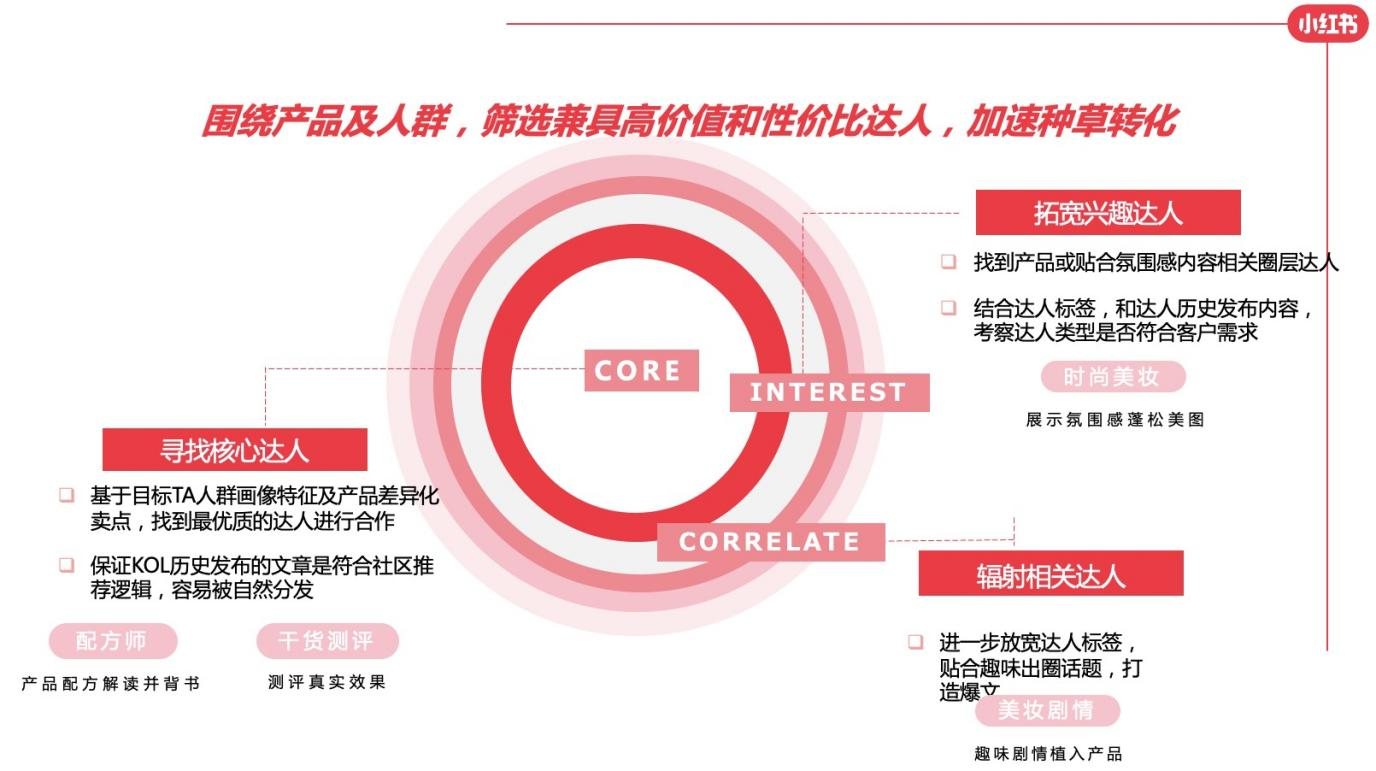 小红书
围绕产品及人群，筛选兼具高价值和性价比达人，加速种草转化
拓宽兴趣达人
找到产品或贴合氛围感内容相关圈层达人
结合达人标签，和达人历史发布内容，
考察达人类型是否符合客户需求
时尚美妆
展示氛围感蓬松美图
CORE
INTEREST
CORRELATE
寻找核心达人
基于目标TA人群画像特征及产品差异化
卖点，找到最优质的达人进行合作
保证KOL历史发布的文章是符合社区推
荐逻辑，容易被自然分发
配方师
产品配方解读并背书
干货测评
测评真实效果
辐射相关达人
进一步放宽达人标签，
贴合趣味出圈话题，打
造爆文
美妆剧情
趣味剧情植入产品